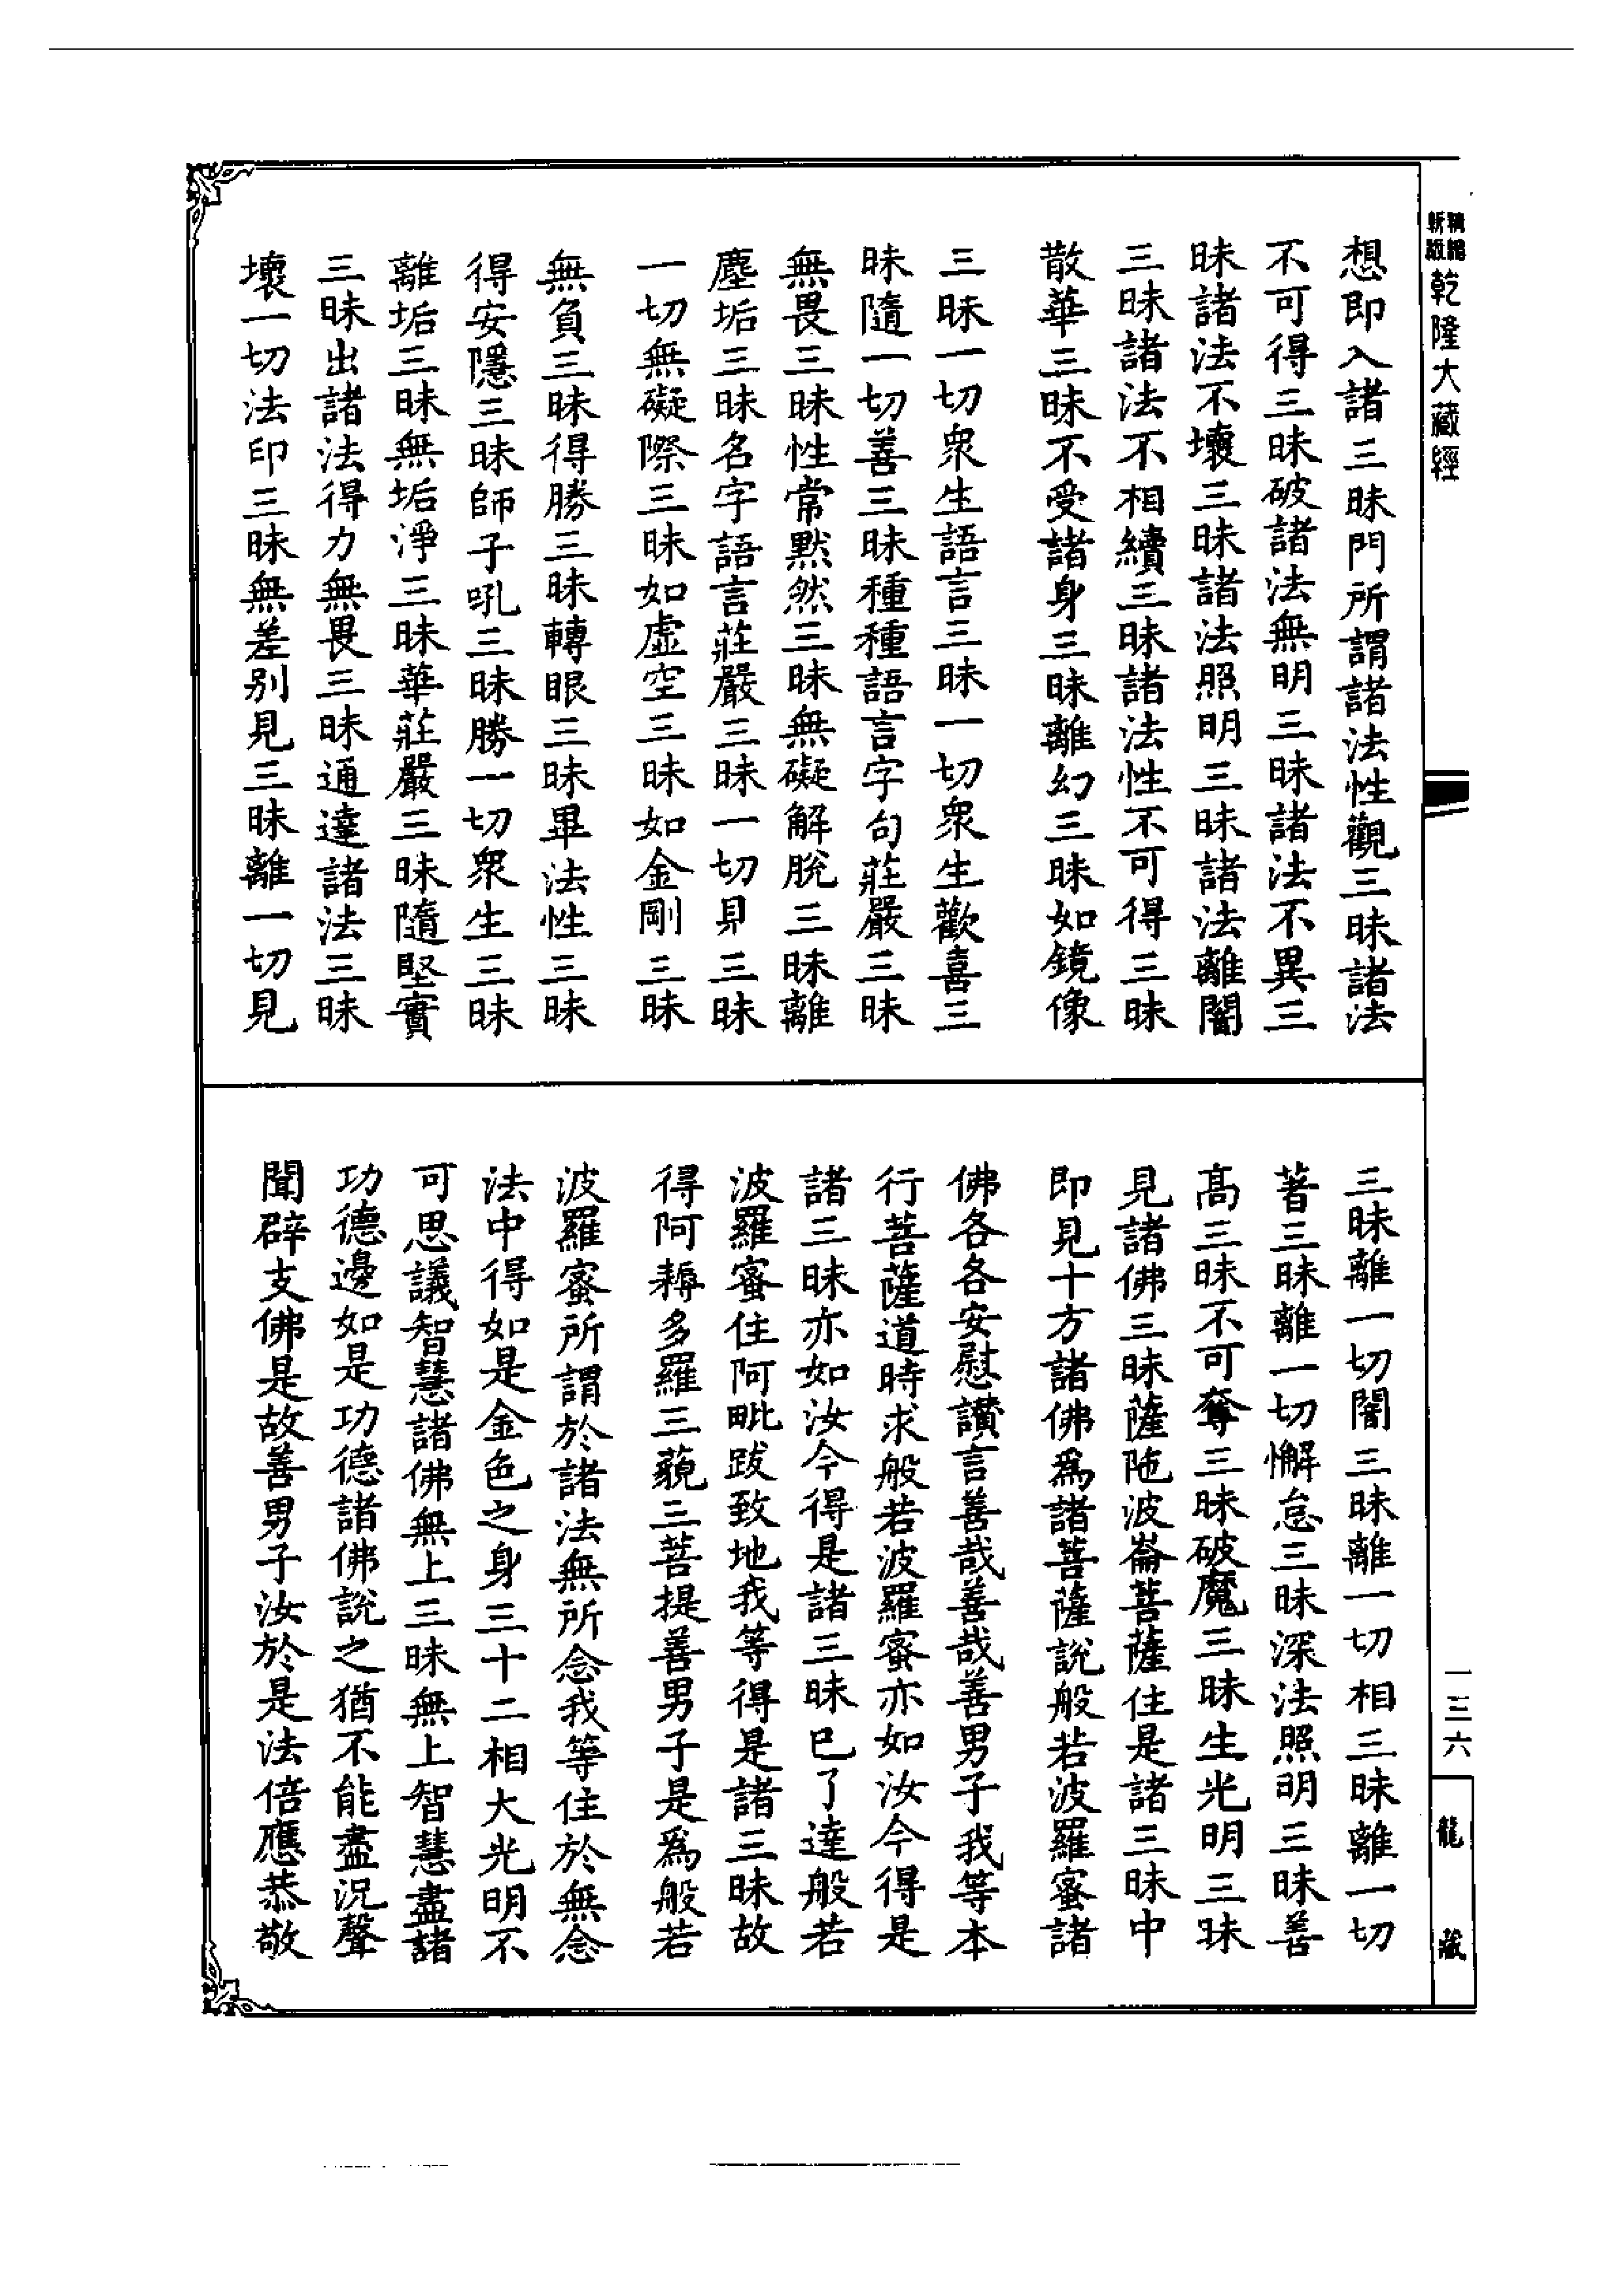 精編
新版
乾隆大藏經
想即入諸三昧門所謂諸法性觀三昧諸法
不可得三昧破諸法無明三昧諸法不異三
昧諸法不壞三昧諸法照明三昧諸法離闇
三昧諸法不相續三昧諸法性不可得三昧
散華三昧不受諸身三昧離幻三昧如鏡像
三昧一切眾生語言三昧一切眾生歡喜三
昧隨一切善三昧種種語言字句莊嚴三昧
無畏三昧性常默然三昧無礙解脫三昧離
塵垢三昧名字語言莊嚴三昧一切見三昧
一切無礙際三昧如虛空三昧如金剛三昧
無負三昧得勝三昧轉眼三昧畢法性三昧
得安隱三昧師子吼三昧勝一切眾生三昧
離垢三昧無垢淨三昧華莊嚴三昧隨堅實
三昧出諸法得力無畏三昧通達諸法三昧
壞一切法印三昧無差別見三昧離一切見
三昧離一切闇三昧離一切相三昧離一切
著三昧離一切懈怠三昧深法照明三昧善
高三昧不可奪三昧破魔三昧生光明三昧
見諸佛三昧薩陀波崙菩薩住是諸三昧中
即見十方諸佛為諸菩薩說般若波羅蜜諸
佛各各安慰讚言善哉善哉善男子我等本
行菩薩道時求般若波羅蜜亦如汝今得是
諸三昧亦如汝今得是諸三昧已了達般若
波羅蜜住阿毗跋致地我等得是諸三昧故
得阿耨多羅三藐三菩提善男子是為般若
波羅蜜所謂於諸法無所念我等住於無念
法中得如是金色之身三十二相大光明不
可思議智慧諸佛無上三昧無上智慧盡諸
功德邊如是功德諸佛說之猶不能盡況聲
聞辟支佛是故善男子汝於是法倍應恭敬
一三六
龍藏